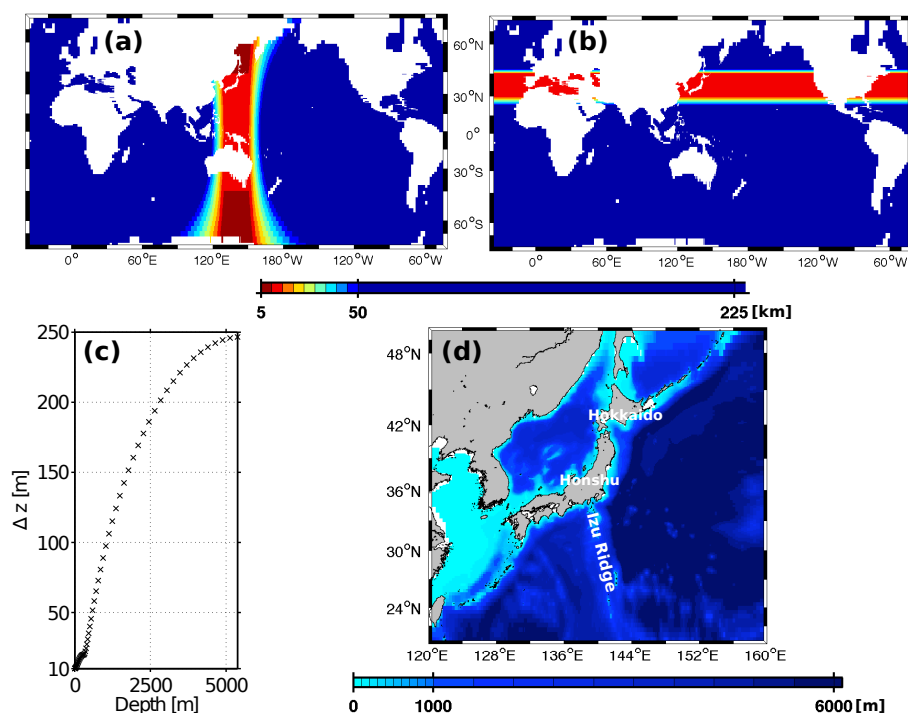 (a)
(b)
60°N
30°N
0°
30°S
60°S
0° 60°E 120°E 180°W 120°W 60°W
0° 60°E 120°E 180°W 120°W 60°W
5 50 225 [km]
(c)
250
200
150
100
50
10
Δ z [m]
0 2500 5000
Depth [m]
(d)
48°N
42°N
36°N
30°N
24°N
Hokkaido
Honshu
Izu Ridge
120°E 128°E 136°E 144°E 152°E 160°E
0 1000 6000 [m]